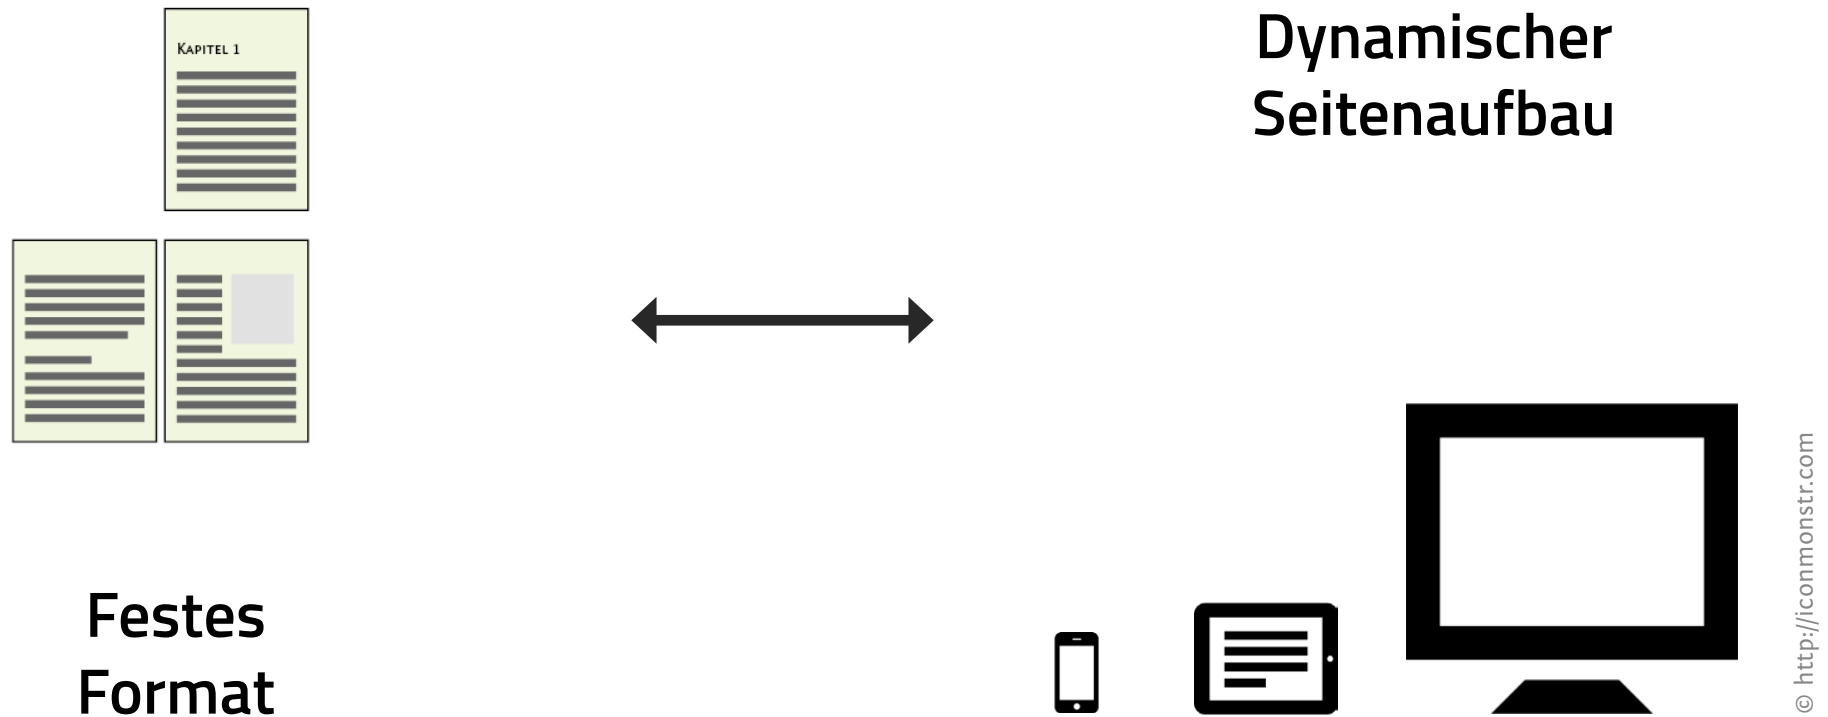 Kapitel 1
Festes
Format
Dynamischer
Seitenaufbau
© http://iconmonstr.com